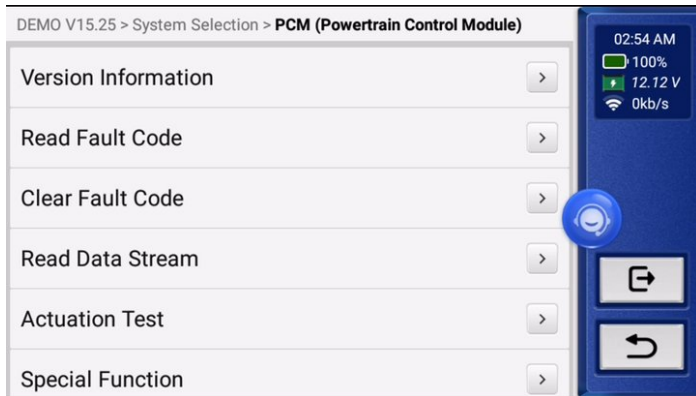 DEMO V15.25 > System Selection > PCM (Powertrain Control Module)
02:54 AM
100%
12.12 V
0kb/s
Version Information
Read Fault Code
Clear Fault Code
Read Data Stream
Actuation Test
Special Function